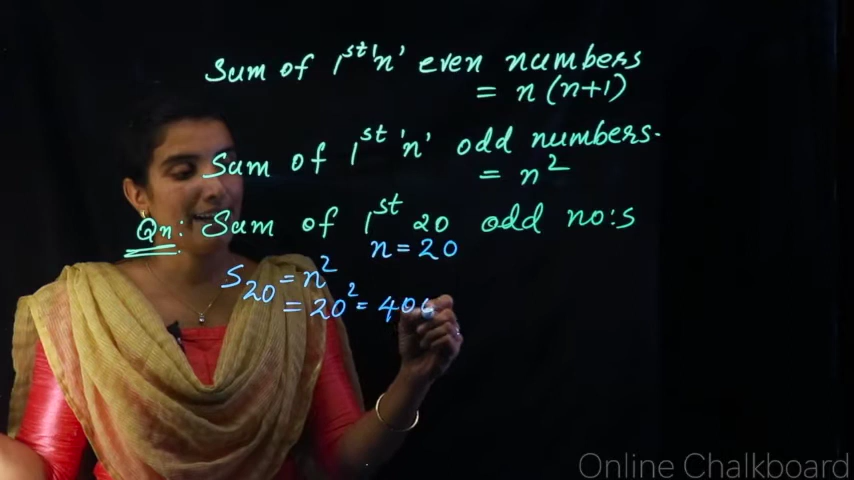 Sum of 1st 'n' even numbers
= n (n+1)
Sum of 1st 'n' odd numbers.
= n²
Qn: Sum of 1st 20 odd no:s
n = 20
S₂₀ = n²
= 20² = 400
Online Chalkboard